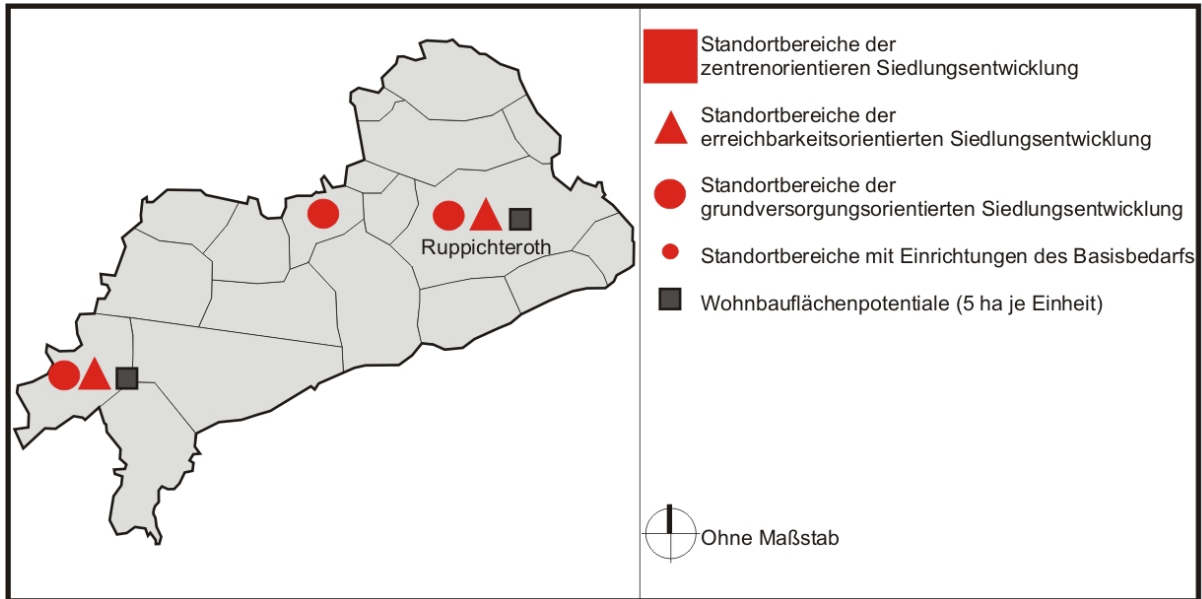 Ruppichteroth
Standortbereiche der
zentrenorientieren Siedlungsentwicklung
Standortbereiche der
erreichbarkeitsorientierten Siedlungsentwicklung
Standortbereiche der
grundversorgungsorientierten Siedlungsentwicklung
Standortbereiche mit Einrichtungen des Basisbedarfs
Wohnbauflächenpotentiale (5 ha je Einheit)
Ohne Maßstab